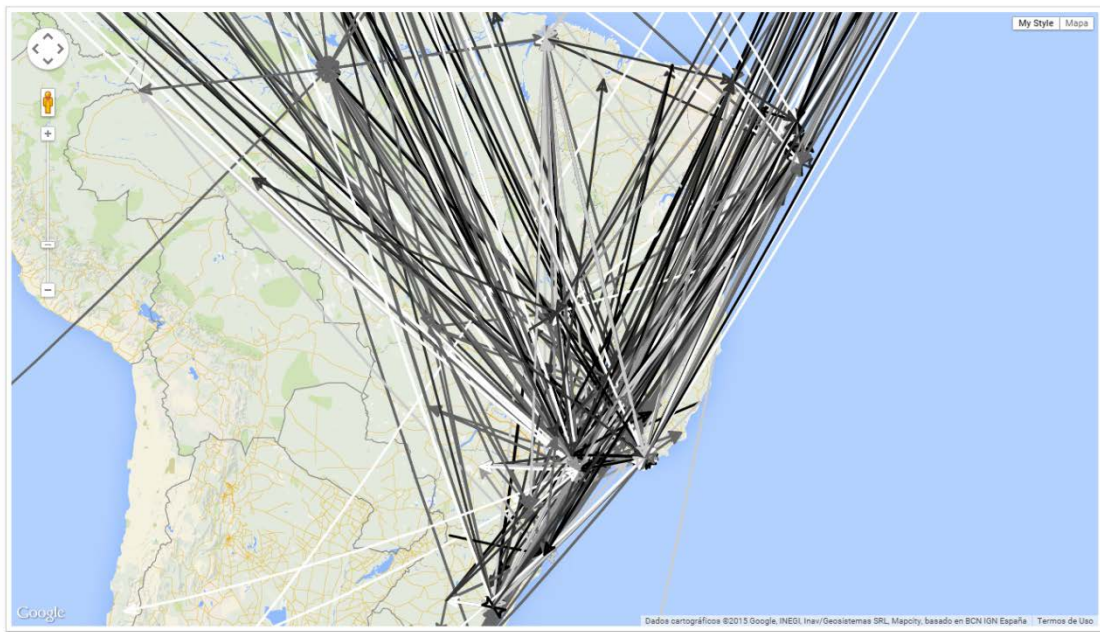 My Style Mapa
Google
Dados cartográficos ©2015 Google, INEGI, Inav/Geosistemas SRL, Mapcity, basado en BCN IGN España Termos de Uso